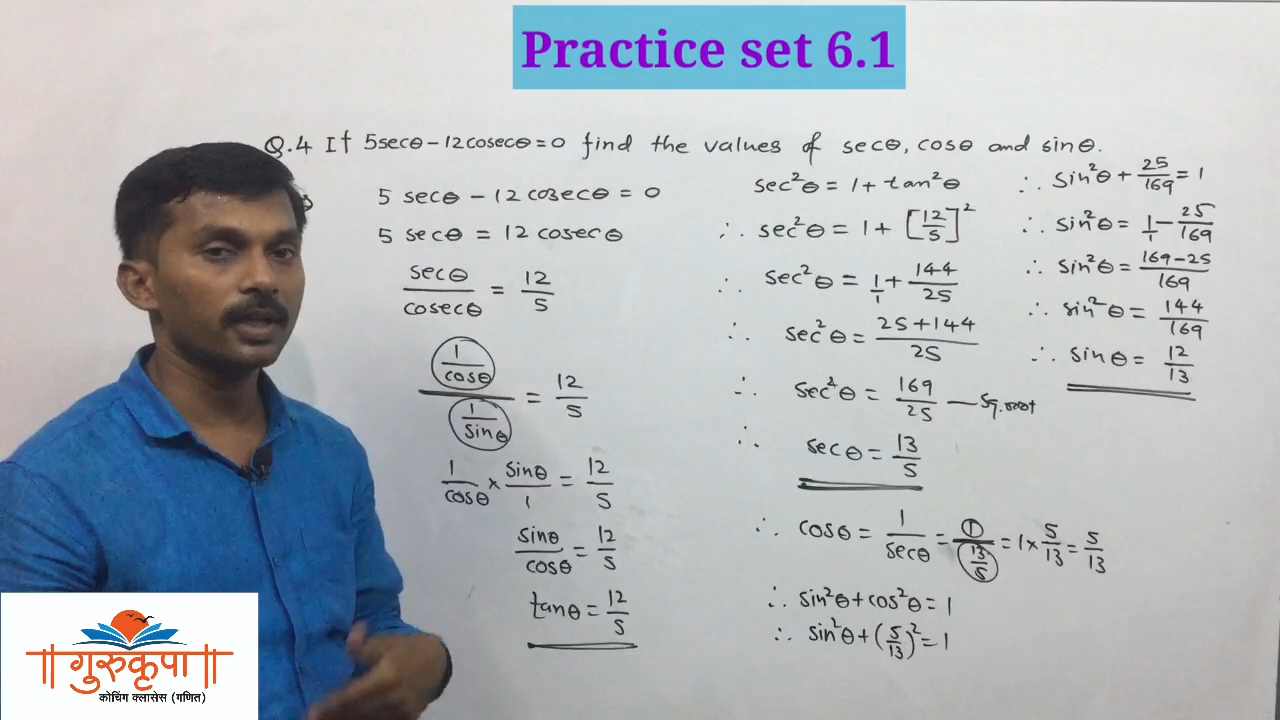 Practice set 6.1
Q.4 If 5secθ-12cosecθ=0 find the values of secθ, cosθ and sinθ.
5 secθ - 12 cosecθ = 0
5 secθ = 12 cosecθ
secθ/cosecθ = 12/5
(1/cosθ)/(1/sinθ) = 12/5
1/cosθ × sinθ/1 = 12/5
sinθ/cosθ = 12/5
tanθ = 12/5
sec²θ = 1 + tan²θ
∴ sec²θ = 1 + [12/5]²
∴ sec²θ = 1/1 + 144/25
∴ sec²θ = 25+144/25
∴ sec²θ = 169/25 — Sq.root
∴ secθ = 13/5
∴ cosθ = 1/secθ = 1/(13/5) = 1 × 5/13 = 5/13
∴ sin²θ + cos²θ = 1
∴ sin²θ + (5/13)² = 1
∴ sin²θ + 25/169 = 1
∴ sin²θ = 1/1 - 25/169
∴ sin²θ = 169-25/169
∴ sin²θ = 144/169
∴ sinθ = 12/13
॥गुरुकृपा॥
कोचिंग क्लासेस (गणित)